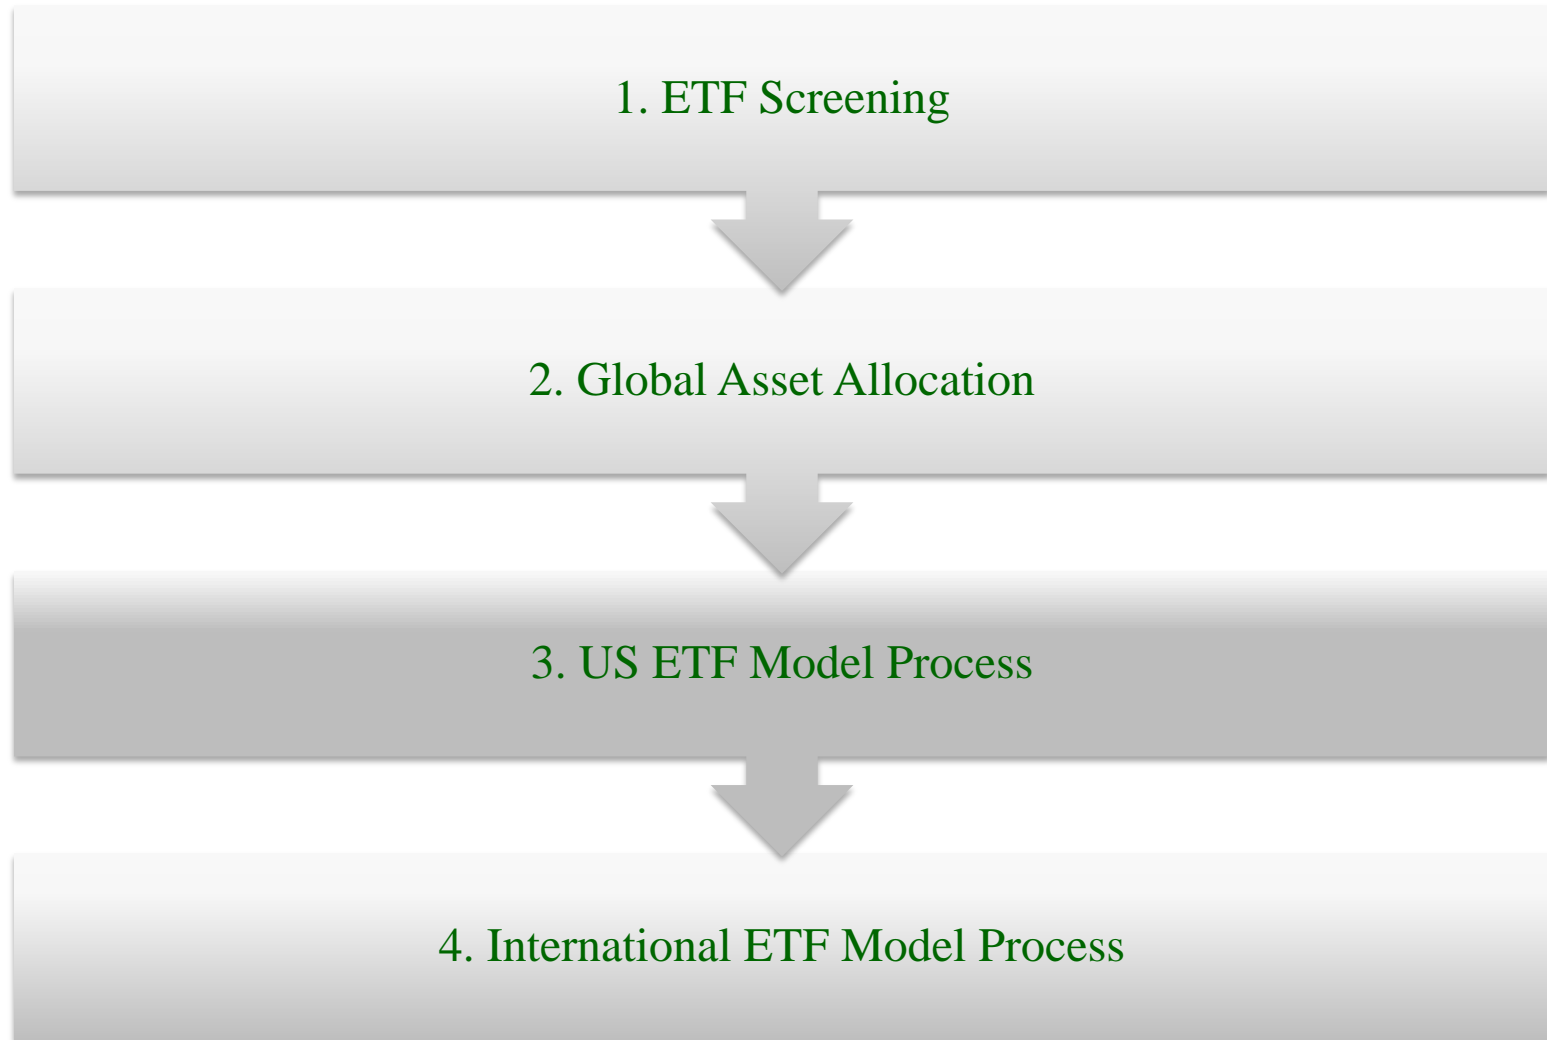 1. ETF Screening
2. Global Asset Allocation
3. US ETF Model Process
4. International ETF Model Process